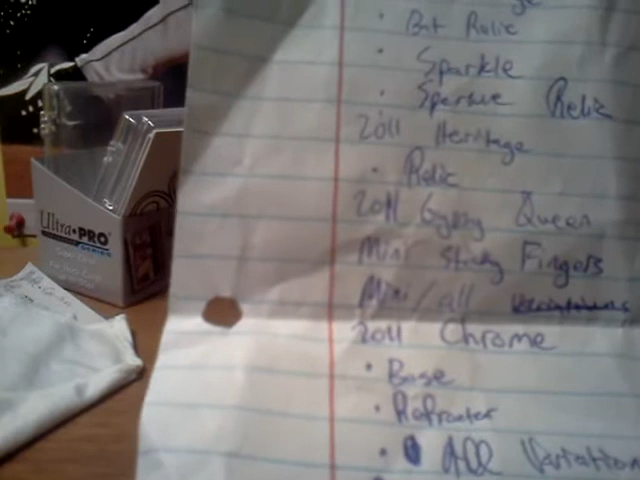 • Bat Relic
• Sparkle
• Sparkle Relic
2011 Heritage
• Relic
2011 Gypsy Queen
Mini Sticky Fingers
Mini / all
2011 Chrome
• Base
• Refractor
• All Variation
Ultra•PRO